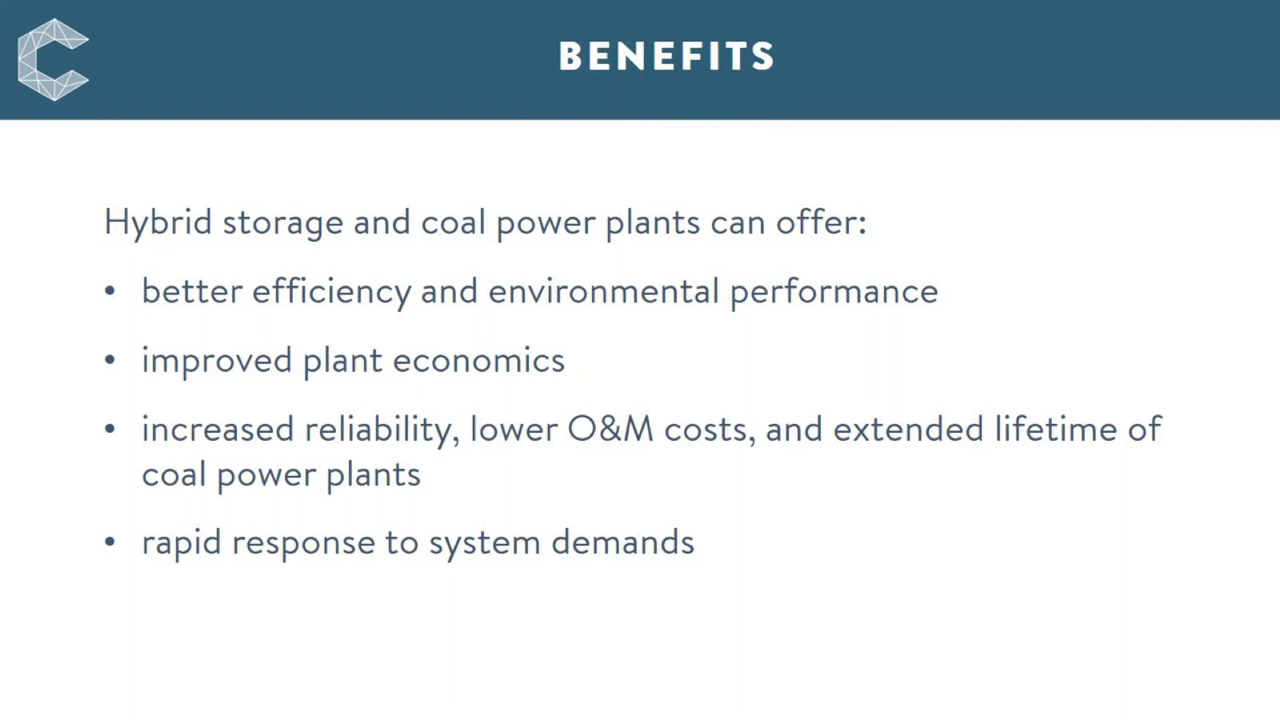 BENEFITS
Hybrid storage and coal power plants can offer:
• better efficiency and environmental performance
• improved plant economics
• increased reliability, lower O&M costs, and extended lifetime of
coal power plants
• rapid response to system demands